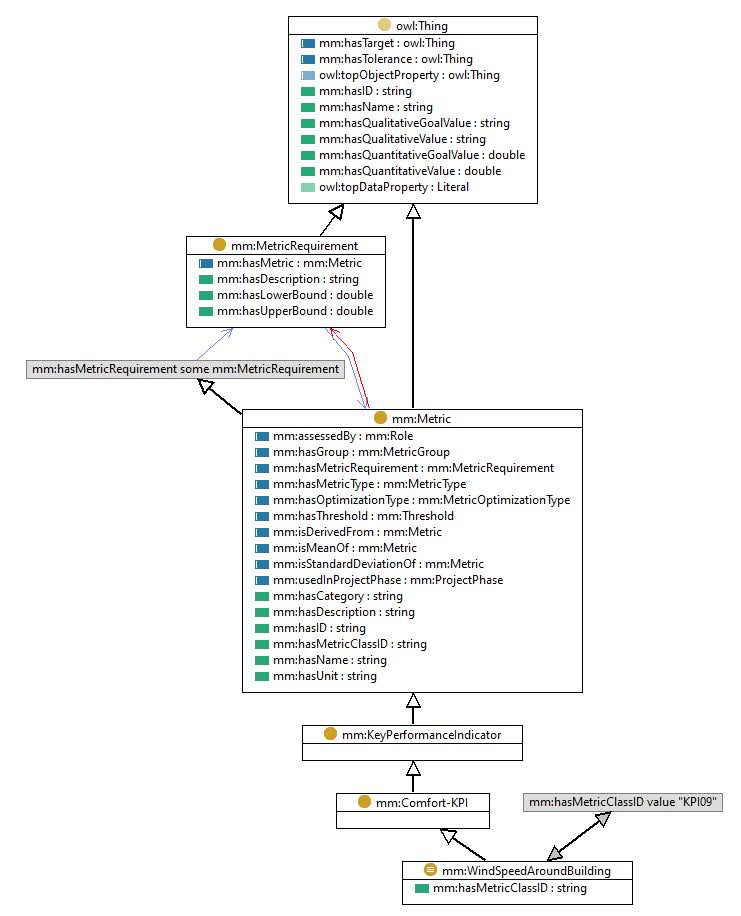 owl:Thing
mm:hasTarget : owl:Thing
mm:hasTolerance : owl:Thing
owl:topObjectProperty : owl:Thing
mm:hasID : string
mm:hasName : string
mm:hasQualitativeGoalValue : string
mm:hasQualitativeValue : string
mm:hasQuantitativeGoalValue : double
mm:hasQuantitativeValue : double
owl:topDataProperty : Literal
mm:MetricRequirement
mm:hasMetric : mm:Metric
mm:hasDescription : string
mm:hasLowerBound : double
mm:hasUpperBound : double
mm:hasMetricRequirement some mm:MetricRequirement
mm:Metric
mm:assessedBy : mm:Role
mm:hasGroup : mm:MetricGroup
mm:hasMetricRequirement : mm:MetricRequirement
mm:hasMetricType : mm:MetricType
mm:hasOptimizationType : mm:MetricOptimizationType
mm:hasThreshold : mm:Threshold
mm:isDerivedFrom : mm:Metric
mm:isMeanOf : mm:Metric
mm:isStandardDeviationOf : mm:Metric
mm:usedInProjectPhase : mm:ProjectPhase
mm:hasCategory : string
mm:hasDescription : string
mm:hasID : string
mm:hasMetricClassID : string
mm:hasName : string
mm:hasUnit : string
mm:KeyPerformanceIndicator
mm:Comfort-KPI
mm:hasMetricClassID value "KPI09"
mm:WindSpeedAroundBuilding
mm:hasMetricClassID : string